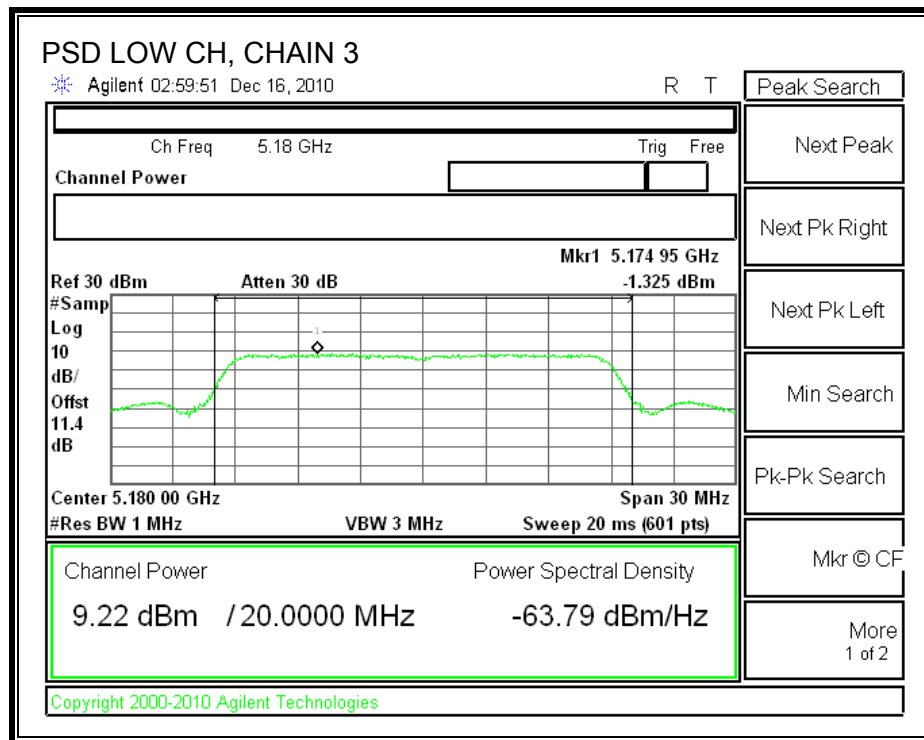 PSD LOW CH, CHAIN 3
Agilent 02:59:51 Dec 16, 2010 R T
Peak Search
Ch Freq 5.18 GHz Trig Free
Channel Power
Next Peak
Next Pk Right
Mkr1 5.174 95 GHz
Ref 30 dBm Atten 30 dB -1.325 dBm
#Samp
Log
10
dB/
Offst
11.4
dB
1
Next Pk Left
Min Search
Pk-Pk Search
Center 5.180 00 GHz Span 30 MHz
#Res BW 1 MHz VBW 3 MHz Sweep 20 ms (601 pts)
Channel Power Power Spectral Density
9.22 dBm / 20.0000 MHz -63.79 dBm/Hz
Mkr © CF
More
1 of 2
Copyright 2000-2010 Agilent Technologies